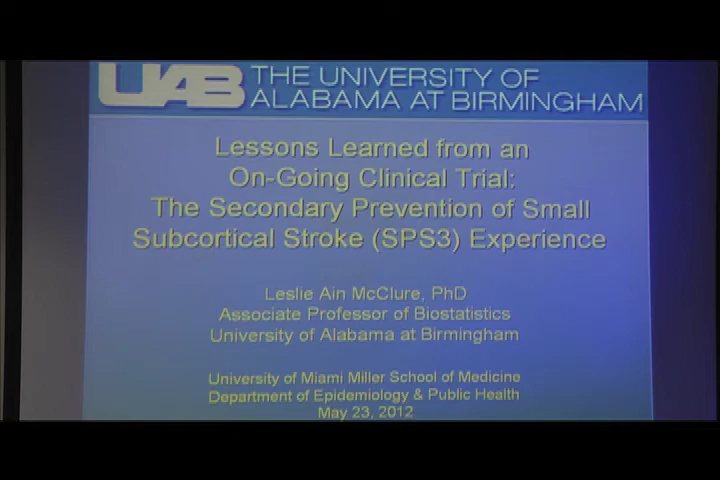 UAB THE UNIVERSITY OF
ALABAMA AT BIRMINGHAM
Lessons Learned from an
On-Going Clinical Trial:
The Secondary Prevention of Small
Subcortical Stroke (SPS3) Experience
Leslie Ain McClure, PhD
Associate Professor of Biostatistics
University of Alabama at Birmingham
University of Miami Miller School of Medicine
Department of Epidemiology & Public Health
May 23, 2012